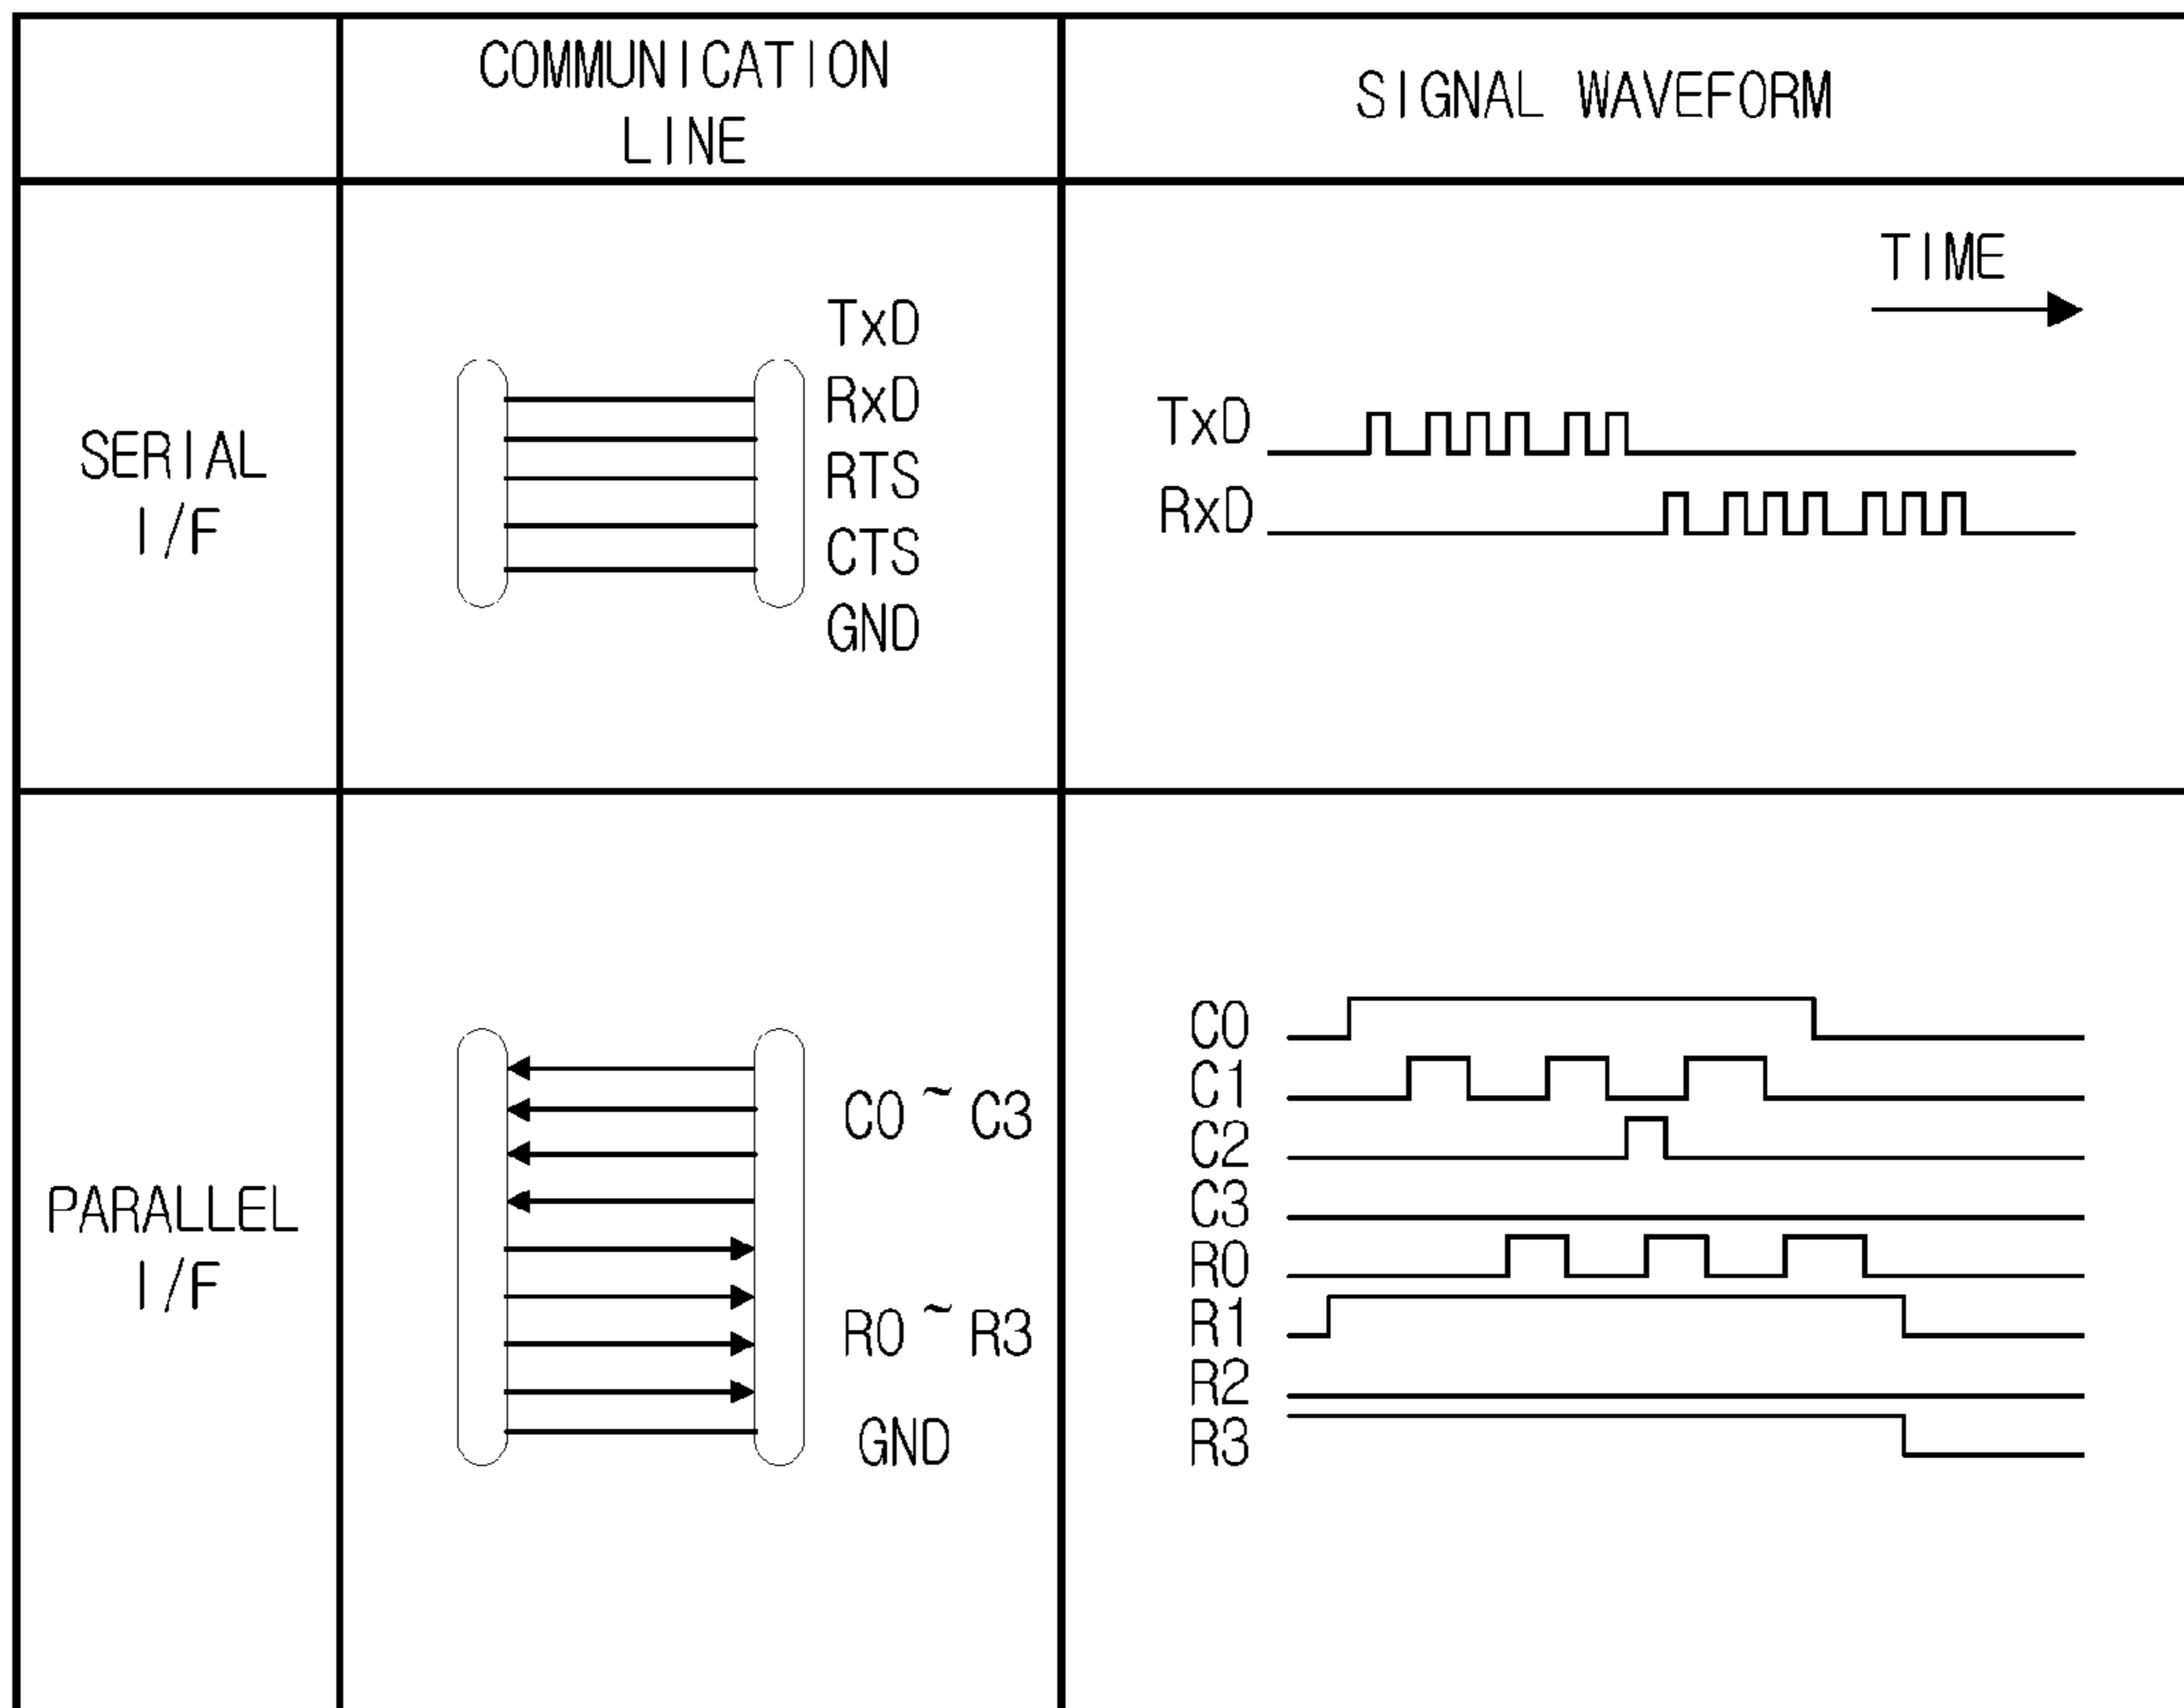 COMMUNICATION
LINE
SIGNAL WAVEFORM
SERIAL
I/F
TxD
RxD
RTS
CTS
GND
TIME
TxD
RxD
PARALLEL
I/F
C0 ~ C3
R0 ~ R3
GND
C0
C1
C2
C3
R0
R1
R2
R3